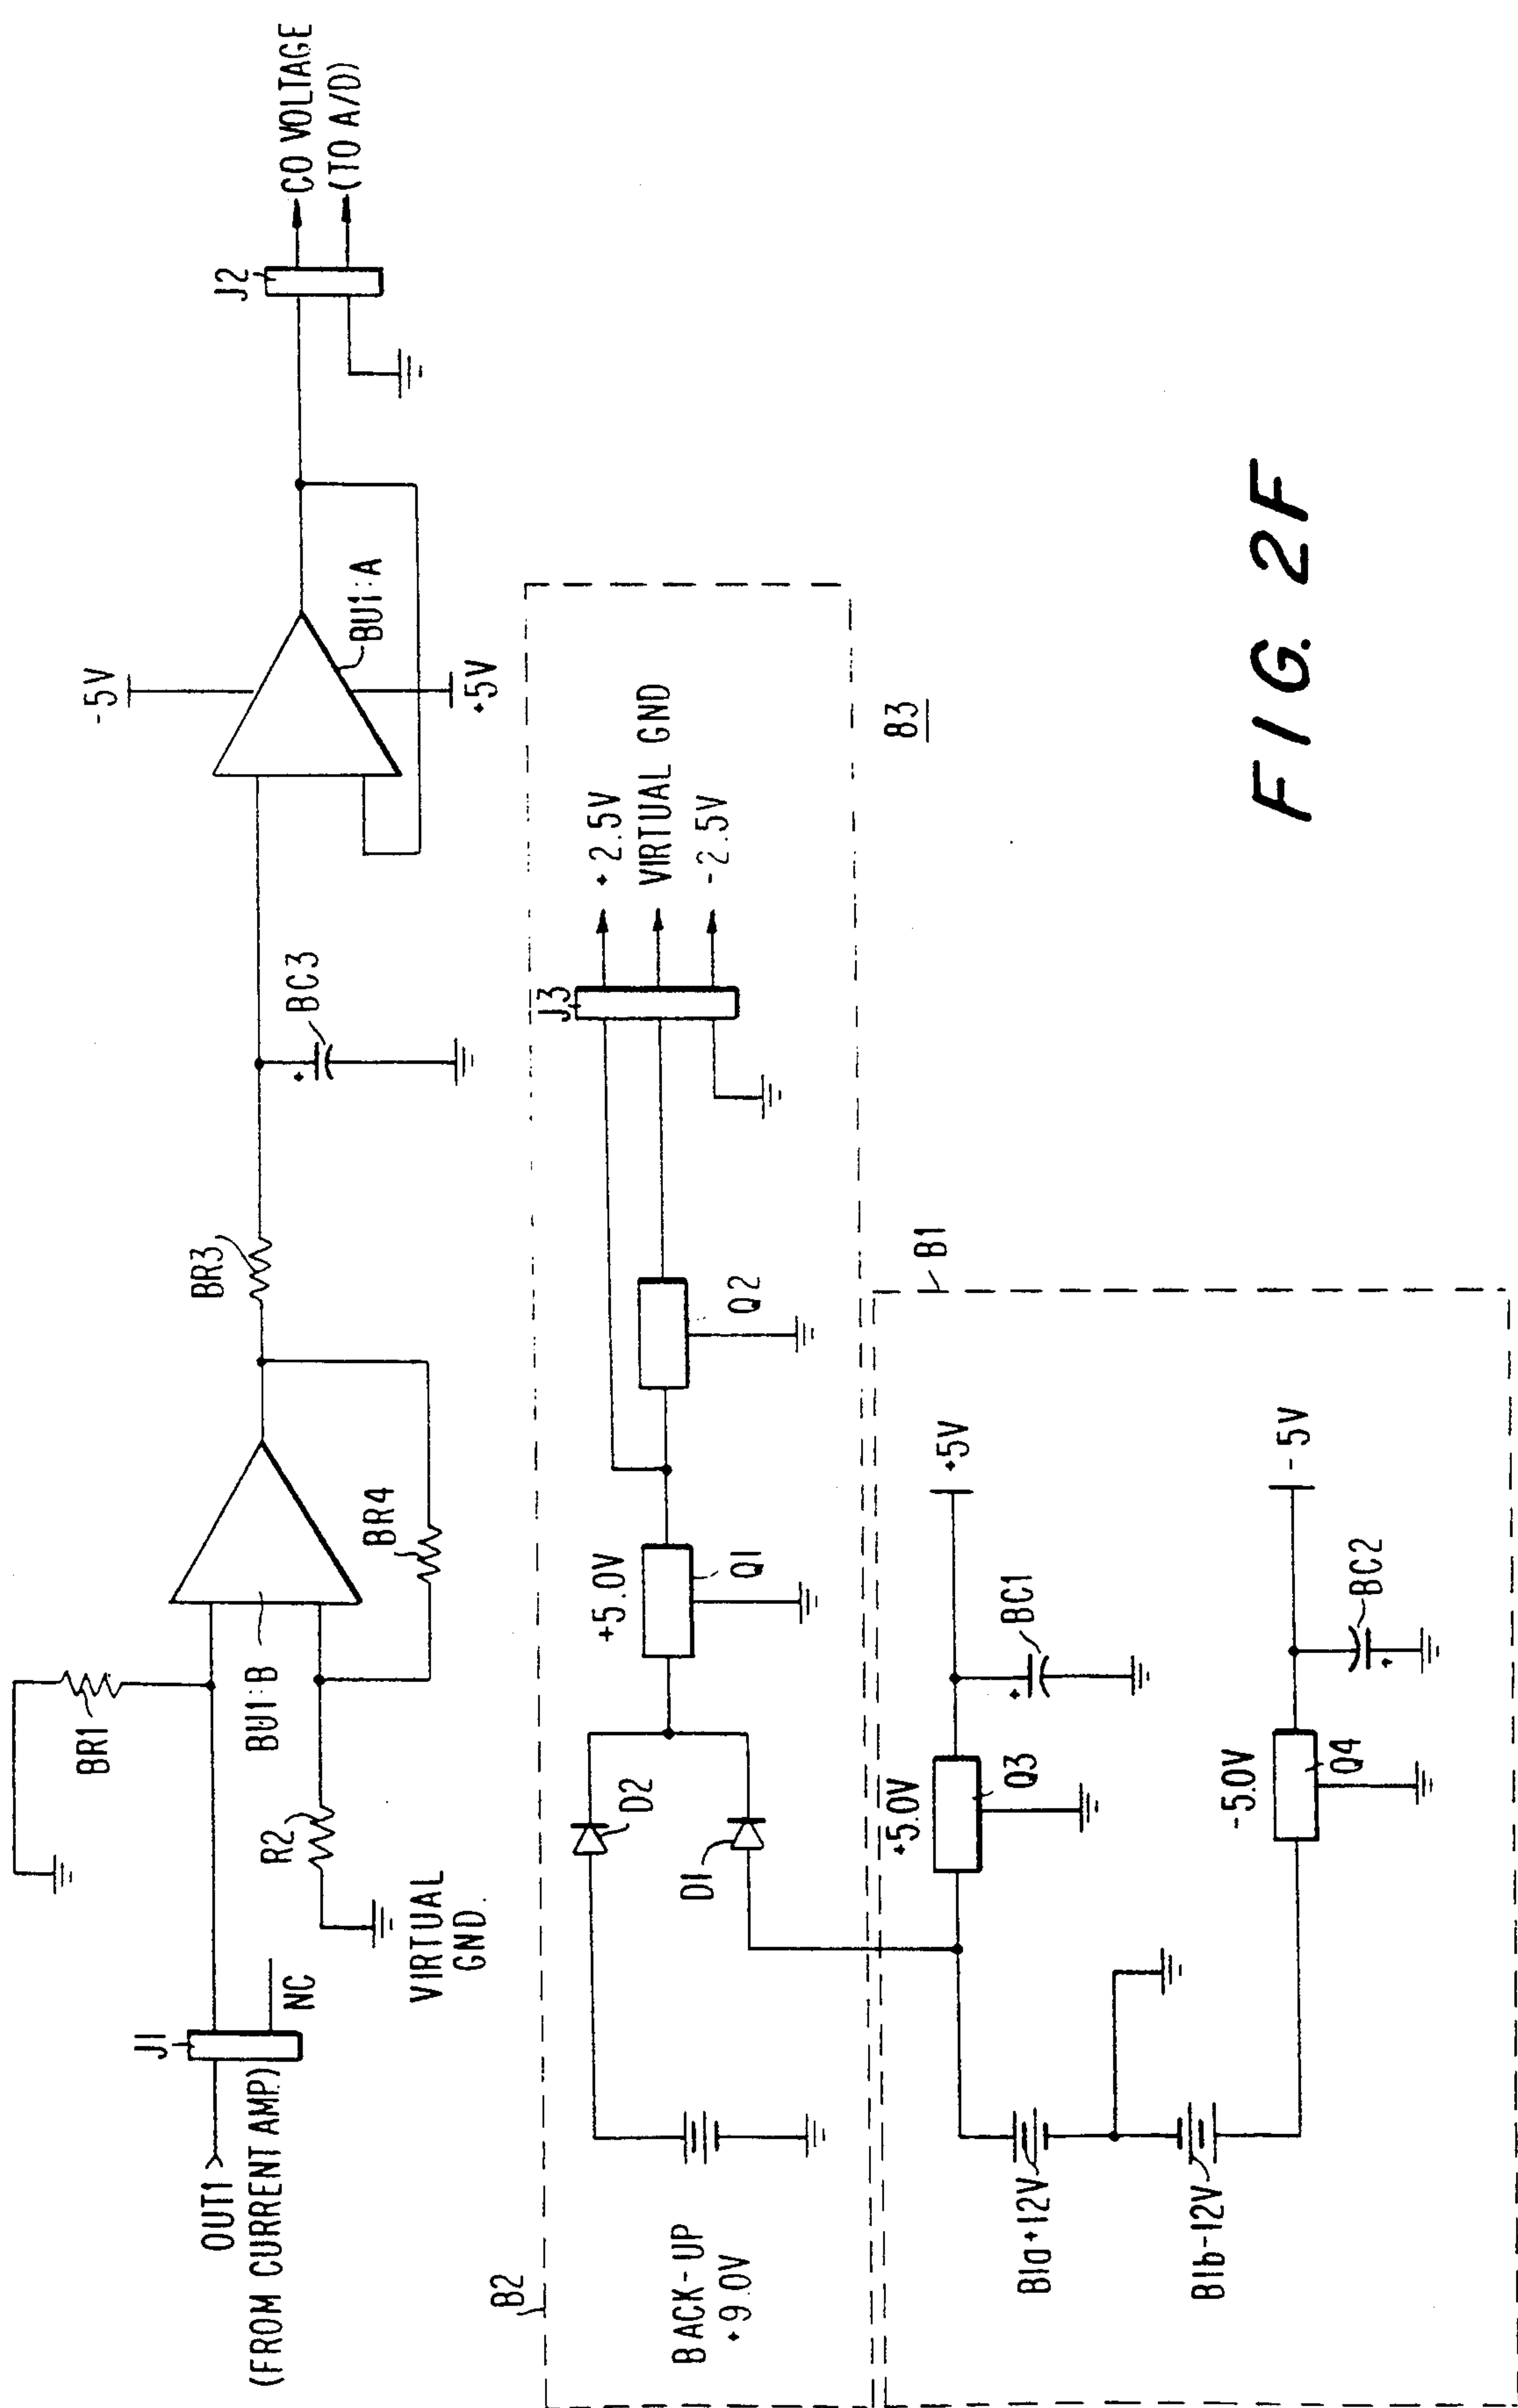 BR1
J1
OUT1
(FROM CURRENT AMP.)
NC
R2
VIRTUAL
GND.
BU1:B
BR4
BR3
BC3
-5V
BU1:A
+5V
J2
CO VOLTAGE
(TO A/D)
B2
BACK-UP
+9.0V
D2
D1
+5.0V
Q1
Q2
J3
+2.5V
VIRTUAL GND
-2.5V
83
B1
B1a+12V
B1b-12V
+5.0V
Q3
BC1
+5V
-5.0V
Q4
BC2
-5V
FIG. 2F